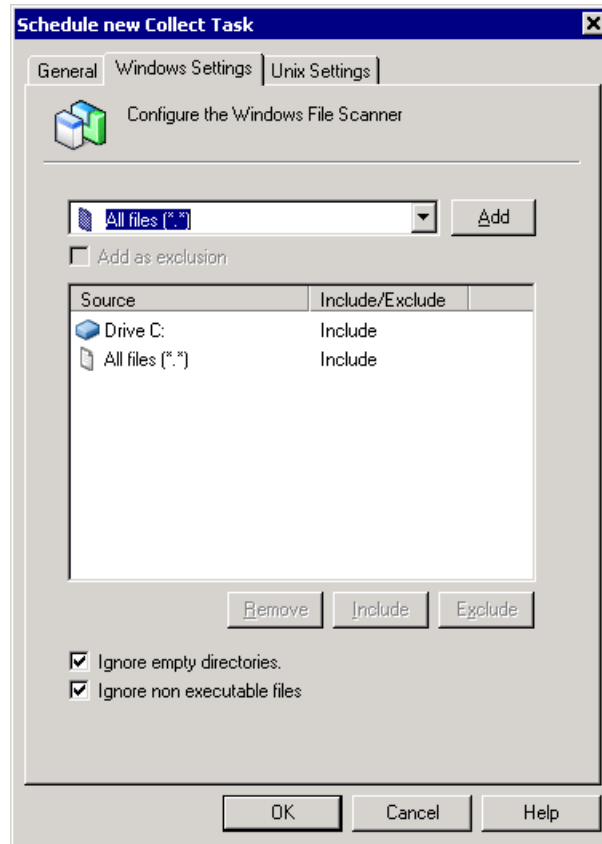 Schedule new Collect Task
General Windows Settings Unix Settings
Configure the Windows File Scanner
All files (*.*) Add
Add as exclusion
Source Include/Exclude
Drive C: Include
All files (*.*) Include
Remove Include Exclude
Ignore empty directories.
Ignore non executable files
OK Cancel Help